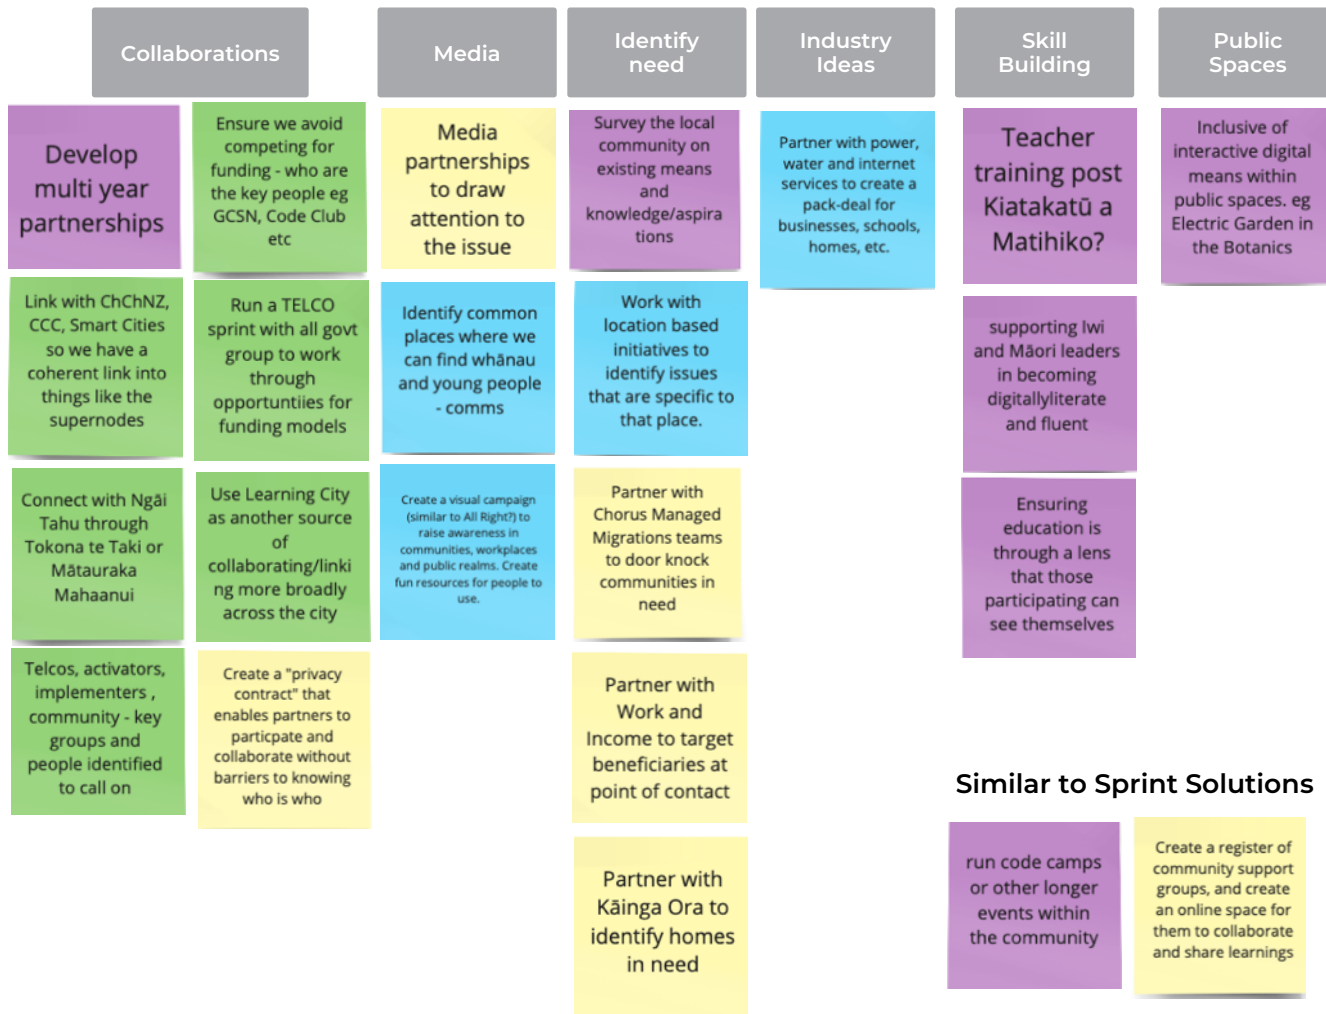 Collaborations
Develop
multi year
partnerships
Ensure we avoid
competing for
funding - who are
the key people eg
GCSN, Code Club
etc
Link with ChChNZ,
CCC, Smart Cities
so we have a
coherent link into
things like the
supernodes
Run a TELCO
sprint with all govt
group to work
through
opportuntiies for
funding models
Connect with Ngāi
Tahu through
Tokona te Taki or
Mātauraka
Mahaanui
Use Learning City
as another source
of
collaborating/linki
ng more broadly
across the city
Telcos, activators,
implementers ,
community - key
groups and
people identified
to call on
Create a "privacy
contract" that
enables partners to
particpate and
collaborate without
barriers to knowing
who is who
Media
Media
partnerships
to draw
attention to
the issue
Identify common
places where we
can find whānau
and young people
- comms
Create a visual campaign
(similar to All Right?) to
raise awareness in
communities, workplaces
and public realms. Create
fun resources for people to
use.
Identify
need
Survey the local
community on
existing means
and
knowledge/aspira
tions
Work with
location based
initiatives to
identify issues
that are specific to
that place.
Partner with
Chorus Managed
Migrations teams
to door knock
communities in
need
Partner with
Work and
Income to target
beneficiaries at
point of contact
Partner with
Kāinga Ora to
identify homes
in need
Industry
Ideas
Partner with power,
water and internet
services to create a
pack-deal for
businesses, schools,
homes, etc.
Skill
Building
Teacher
training post
Kiatakatū a
Matihiko?
supporting Iwi
and Māori leaders
in becoming
digitallyliterate
and fluent
Ensuring
education is
through a lens
that those
participating can
see themselves
Public
Spaces
Inclusive of
interactive digital
means within
public spaces. eg
Electric Garden in
the Botanics
Similar to Sprint Solutions
run code camps
or other longer
events within
the community
Create a register of
community support
groups, and create
an online space for
them to collaborate
and share learnings